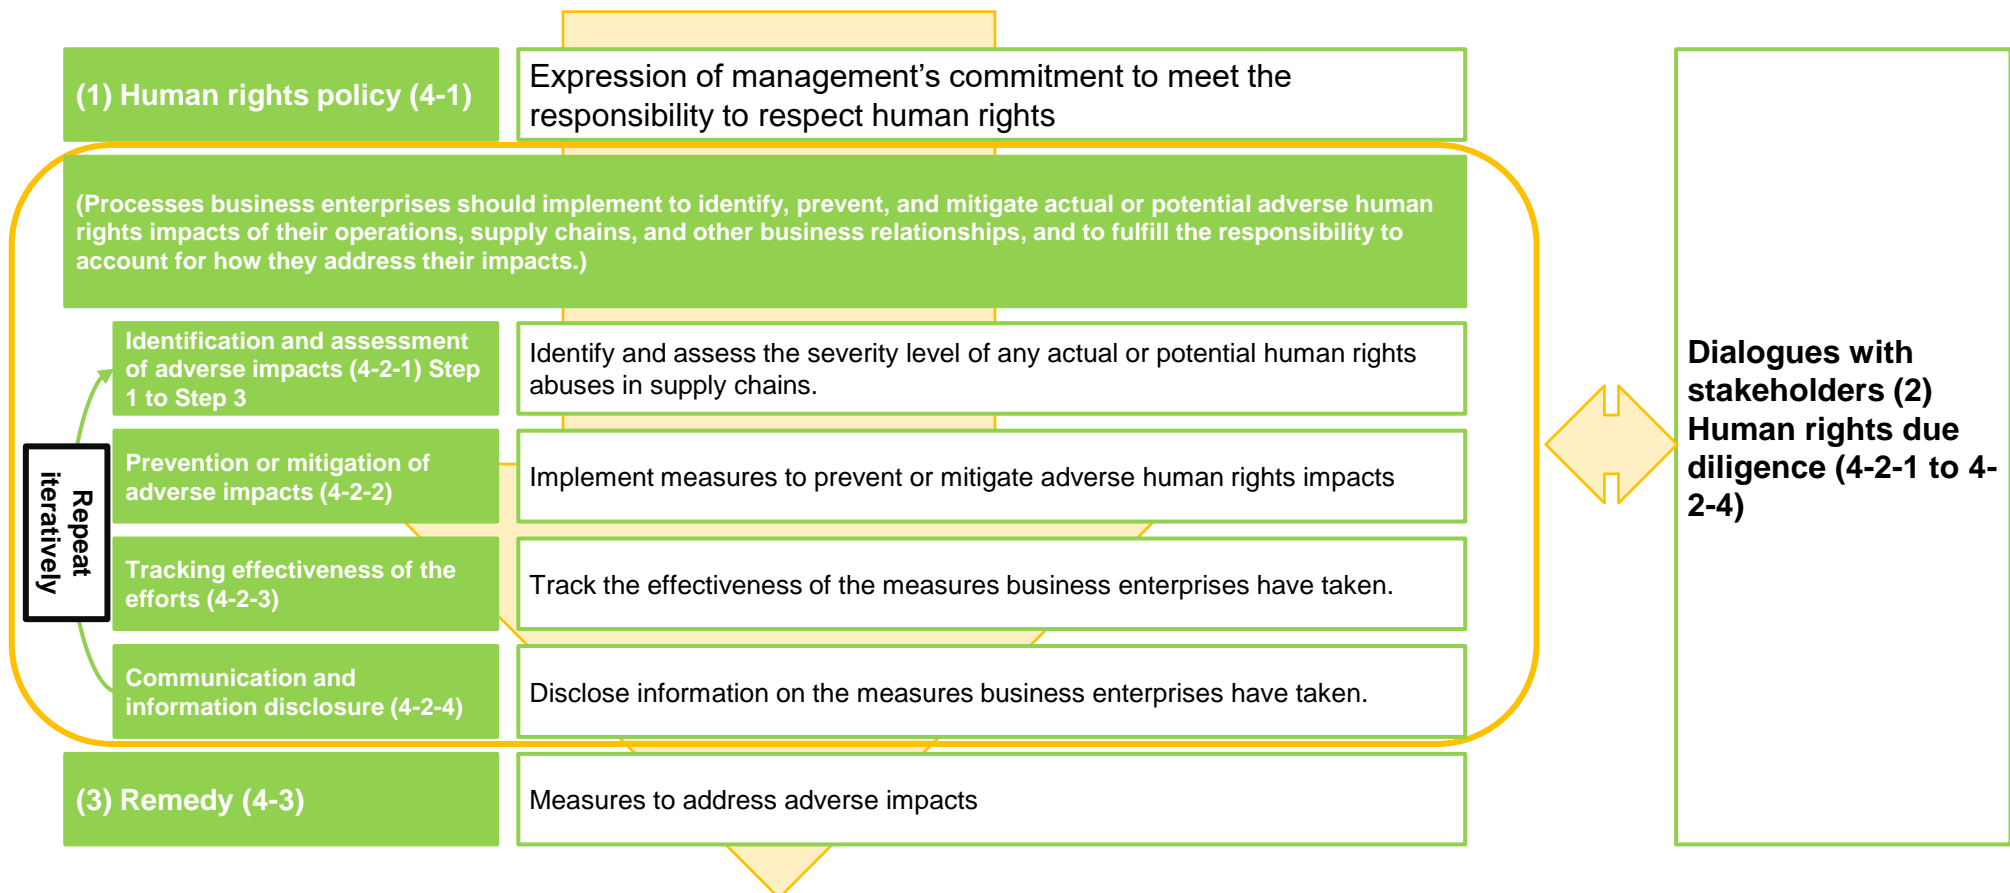 (1) Human rights policy (4-1)
Expression of management’s commitment to meet the
responsibility to respect human rights
(Processes business enterprises should implement to identify, prevent, and mitigate actual or potential adverse human
rights impacts of their operations, supply chains, and other business relationships, and to fulfill the responsibility to
account for how they address their impacts.)
Identification and assessment
of adverse impacts (4-2-1) Step
1 to Step 3
Identify and assess the severity level of any actual or potential human rights
abuses in supply chains.
Prevention or mitigation of
adverse impacts (4-2-2)
Implement measures to prevent or mitigate adverse human rights impacts
Repeat
iteratively
Tracking effectiveness of the
efforts (4-2-3)
Track the effectiveness of the measures business enterprises have taken.
Communication and
information disclosure (4-2-4)
Disclose information on the measures business enterprises have taken.
(3) Remedy (4-3)
Measures to address adverse impacts
Dialogues with
stakeholders (2)
Human rights due
diligence (4-2-1 to 4-
2-4)